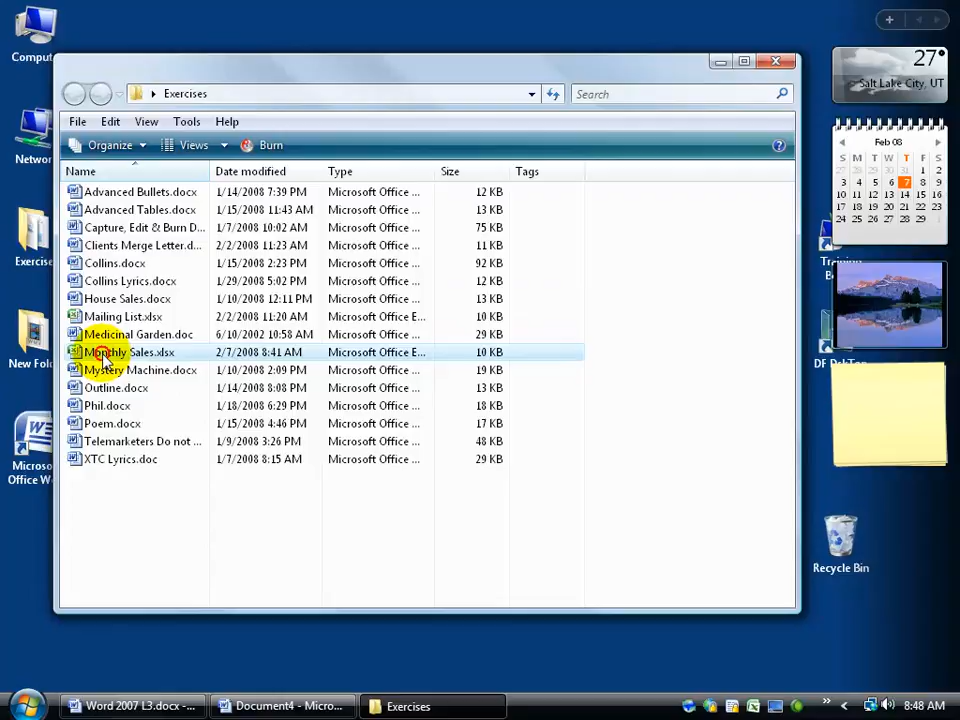 Comput
Networ
Exercise
New Fold
Micros
Office W
Exercises
Search
File Edit View Tools Help
Organize Views Burn
Name Date modified Type Size Tags
Advanced Bullets.docx 1/14/2008 7:39 PM Microsoft Office ... 12 KB
Advanced Tables.docx 1/15/2008 11:43 AM Microsoft Office ... 13 KB
Capture, Edit & Burn D... 1/7/2008 10:02 AM Microsoft Office ... 75 KB
Clients Merge Letter.d... 2/2/2008 11:23 AM Microsoft Office ... 11 KB
Collins.docx 1/15/2008 2:23 PM Microsoft Office ... 92 KB
Collins Lyrics.docx 1/29/2008 5:02 PM Microsoft Office ... 12 KB
House Sales.docx 1/10/2008 12:11 PM Microsoft Office ... 13 KB
Mailing List.xlsx 2/2/2008 11:20 AM Microsoft Office E... 10 KB
Medicinal Garden.doc 6/10/2002 10:58 AM Microsoft Office ... 29 KB
Monthly Sales.xlsx 2/7/2008 8:41 AM Microsoft Office E... 10 KB
Mystery Machine.docx 1/10/2008 2:09 PM Microsoft Office ... 19 KB
Outline.docx 1/14/2008 8:08 PM Microsoft Office ... 13 KB
Phil.docx 1/18/2008 6:29 PM Microsoft Office ... 18 KB
Poem.docx 1/15/2008 4:46 PM Microsoft Office ... 17 KB
Telemarketers Do not ... 1/9/2008 3:26 PM Microsoft Office ... 48 KB
XTC Lyrics.doc 1/7/2008 8:15 AM Microsoft Office ... 29 KB
27°
Salt Lake City, UT
Feb 08
S M T W T F S
27 28 29 30 31 1 2
3 4 5 6 7 8 9
10 11 12 13 14 15 16
17 18 19 20 21 22 23
24 25 26 27 28 29 1
Training
DF Desktop
Recycle Bin
Word 2007 L3.docx -... Document4 - Micro... Exercises 8:48 AM